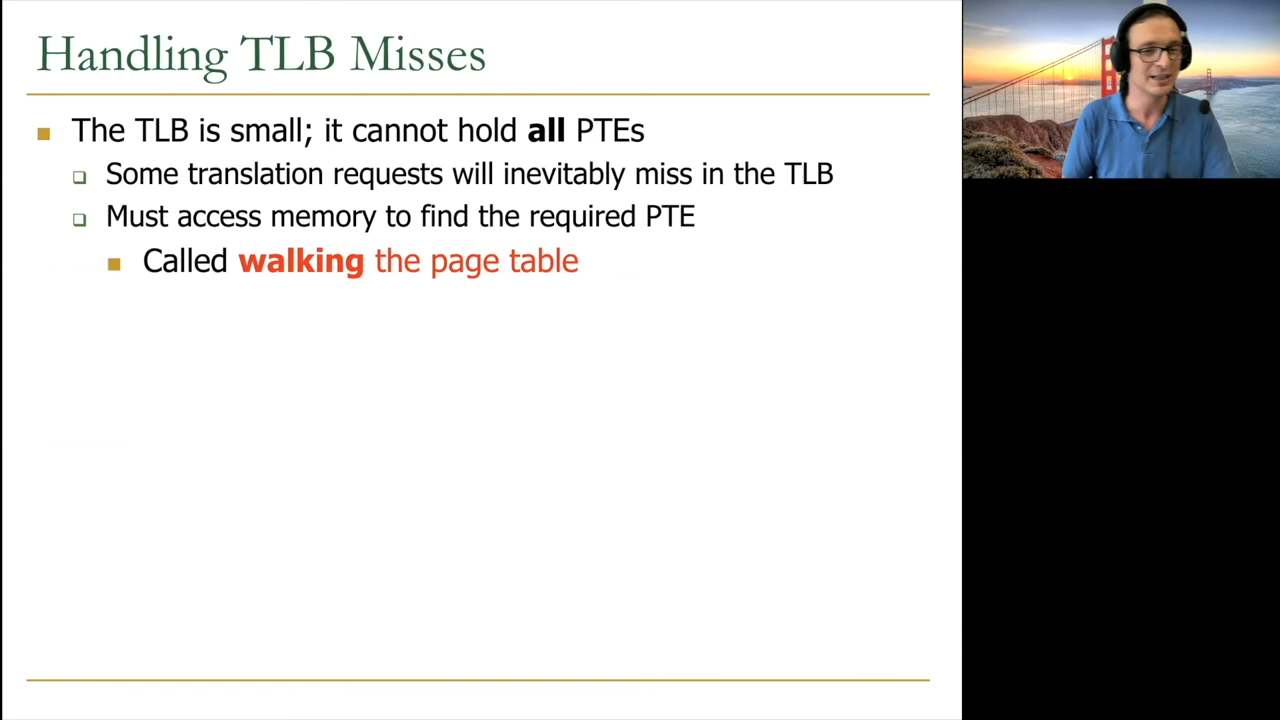 Handling TLB Misses
The TLB is small; it cannot hold all PTEs
Some translation requests will inevitably miss in the TLB
Must access memory to find the required PTE
Called walking the page table